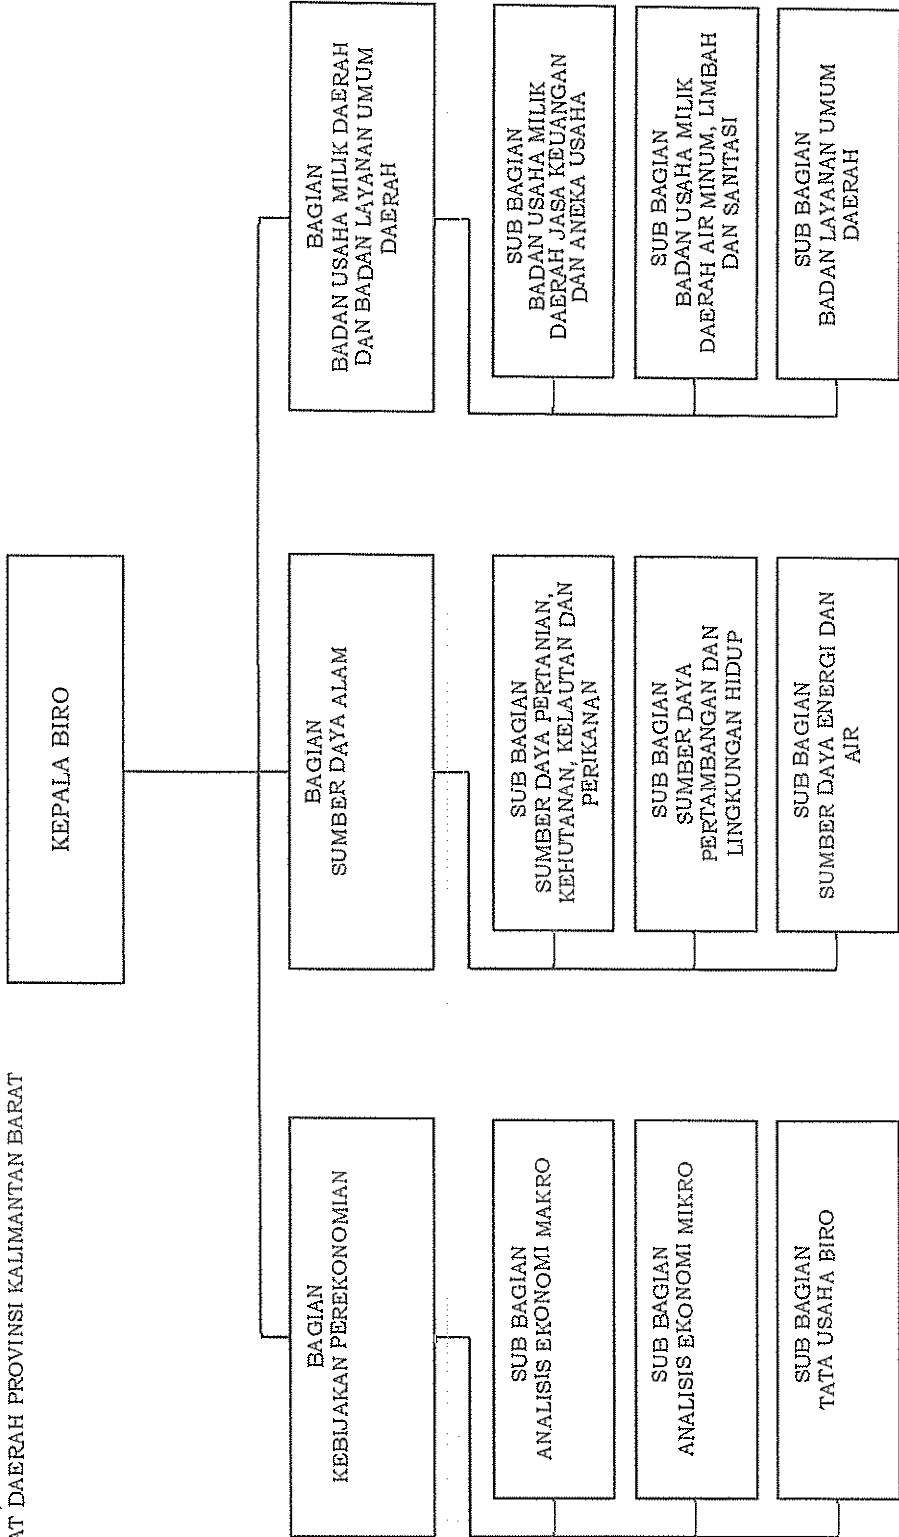 DAERAH PROVINSI KALIMANTAN BARAT
KEPALA BIRO
BAGIAN
KEBIJAKAN PEREKONOMIAN
BAGIAN
SUMBER DAYA ALAM
BAGIAN
BADAN USAHA MILIK DAERAH
DAN BADAN LAYANAN UMUM
DAERAH
SUB BAGIAN
ANALISIS EKONOMI MAKRO
SUB BAGIAN
SUMBER DAYA PERTANIAN,
KEHUTANAN, KELAUTAN DAN
PERIKANAN
SUB BAGIAN
BADAN USAHA MILIK
DAERAH JASA KEUANGAN
DAN ANEKA USAHA
SUB BAGIAN
ANALISIS EKONOMI MIKRO
SUB BAGIAN
SUMBER DAYA
PERTAMBANGAN DAN
LINGKUNGAN HIDUP
SUB BAGIAN
BADAN USAHA MILIK
DAERAH AIR MINUM, LIMBAH
DAN SANITASI
SUB BAGIAN
TATA USAHA BIRO
SUB BAGIAN
SUMBER DAYA ENERGI DAN
AIR
SUB BAGIAN
BADAN LAYANAN UMUM
DAERAH